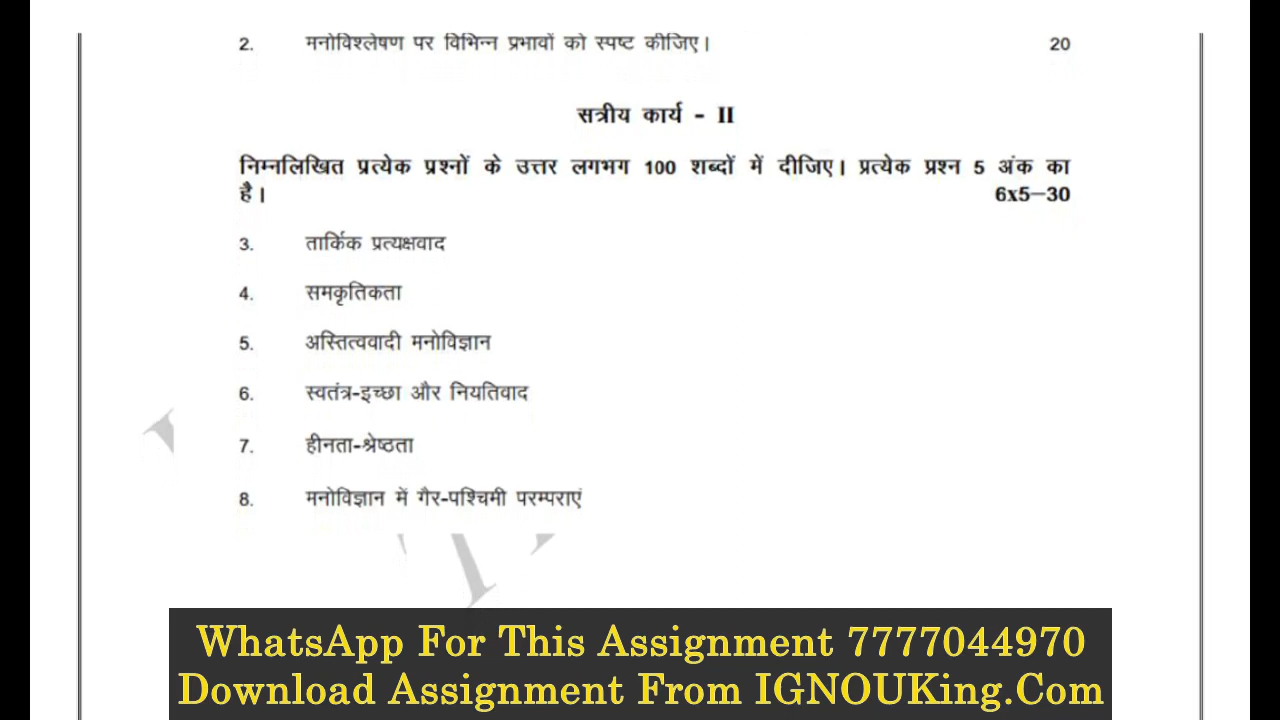 2. मनोविश्लेषण पर विभिन्न प्रभावों को स्पष्ट कीजिए। 20
सत्रीय कार्य - II
निम्नलिखित प्रत्येक प्रश्नों के उत्तर लगभग 100 शब्दों में दीजिए। प्रत्येक प्रश्न 5 अंक का
है। 6x5–30
3. तार्किक प्रत्यक्षवाद
4. समकृतिकता
5. अस्तित्ववादी मनोविज्ञान
6. स्वतंत्र-इच्छा और नियतिवाद
7. हीनता-श्रेष्ठता
8. मनोविज्ञान में गैर-पश्चिमी परम्पराएं
WhatsApp For This Assignment 7777044970
Download Assignment From IGNOUKing.Com